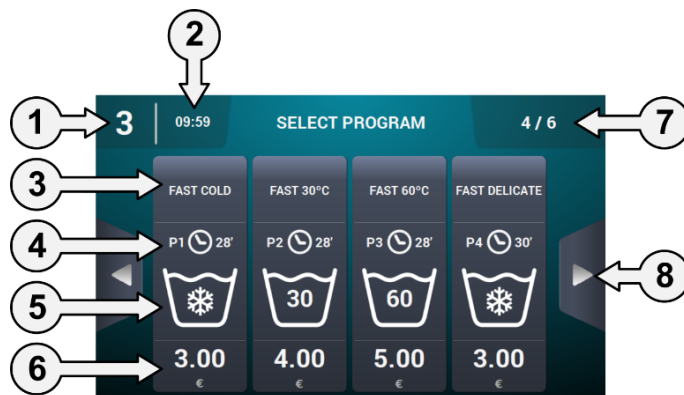 2
1
3
09:59
SELECT PROGRAM
4 / 6
7
3
FAST COLD
FAST 30ºC
FAST 60ºC
FAST DELICATE
4
P1 28'
P2 28'
P3 28'
P4 30'
8
5
30
60
6
3.00
4.00
5.00
3.00
€
€
€
€